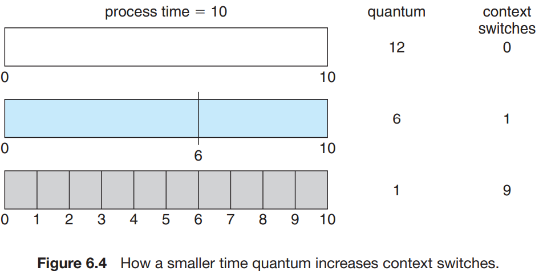 process time = 10 quantum context
switches
12 0
0 10
6 1
0 6 10
1 9
0 1 2 3 4 5 6 7 8 9 10
Figure 6.4 How a smaller time quantum increases context switches.